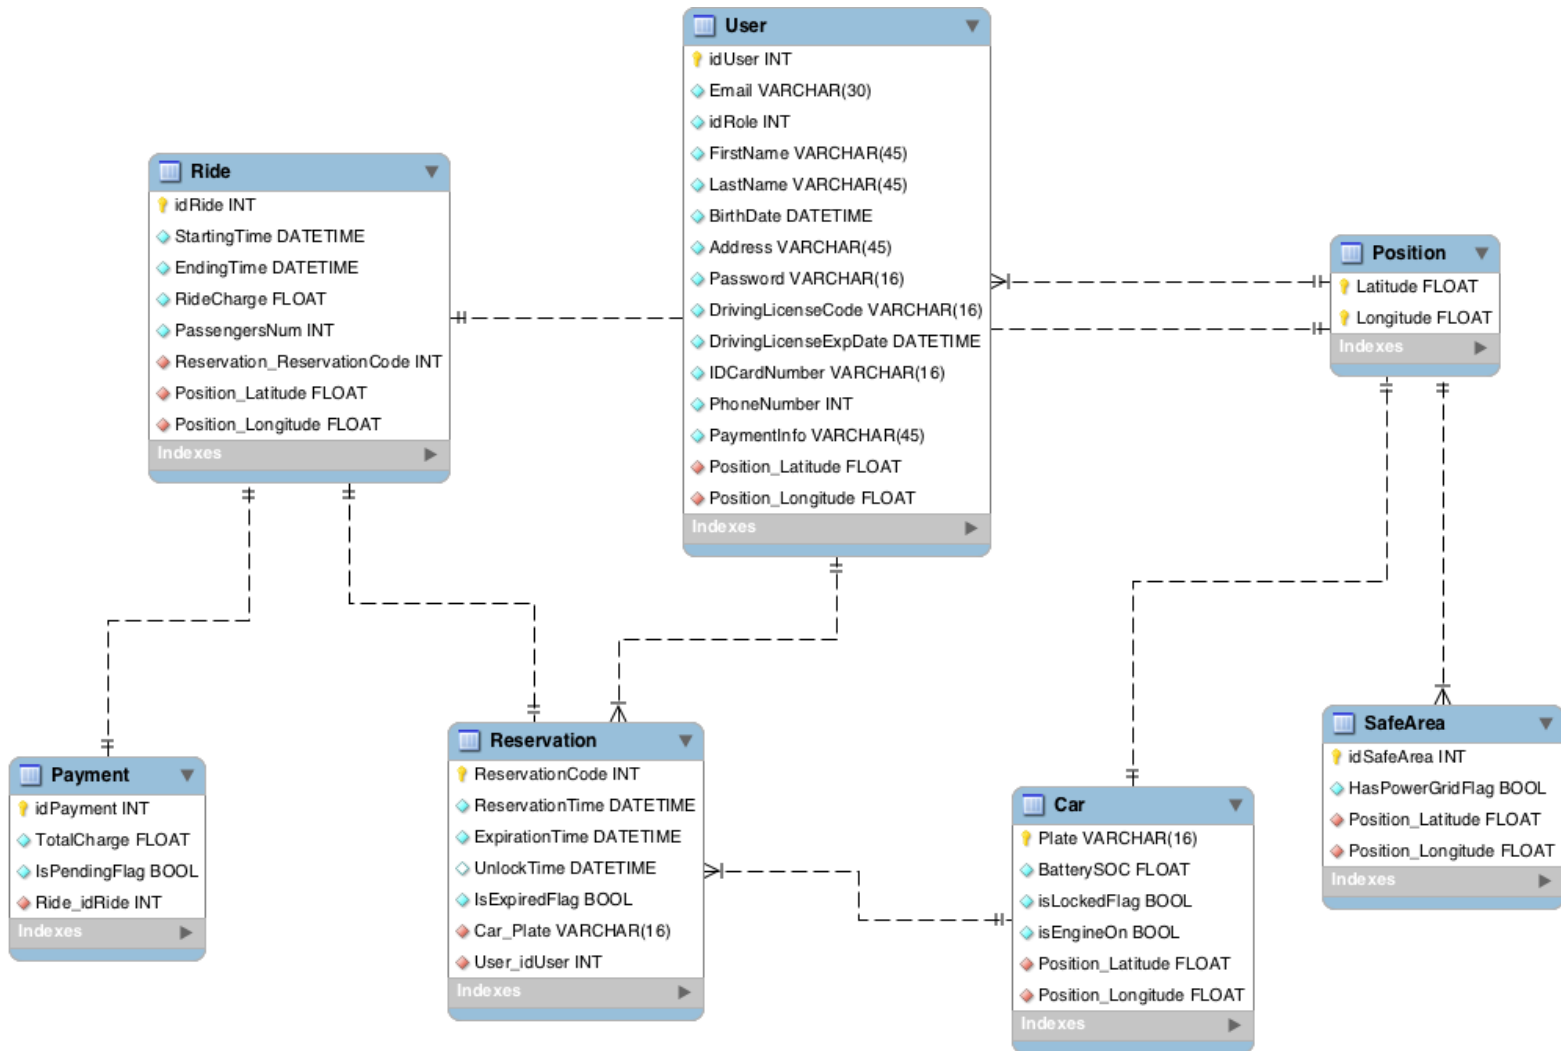 User
idUser INT
Email VARCHAR(30)
idRole INT
FirstName VARCHAR(45)
LastName VARCHAR(45)
BirthDate DATETIME
Address VARCHAR(45)
Password VARCHAR(16)
DrivingLicenseCode VARCHAR(16)
DrivingLicenseExpDate DATETIME
IDCardNumber VARCHAR(16)
PhoneNumber INT
PaymentInfo VARCHAR(45)
Position_Latitude FLOAT
Position_Longitude FLOAT
Indexes
Ride
idRide INT
StartingTime DATETIME
EndingTime DATETIME
RideCharge FLOAT
PassengersNum INT
Reservation_ReservationCode INT
Position_Latitude FLOAT
Position_Longitude FLOAT
Indexes
Position
Latitude FLOAT
Longitude FLOAT
Indexes
Payment
idPayment INT
TotalCharge FLOAT
IsPendingFlag BOOL
Ride_idRide INT
Indexes
Reservation
ReservationCode INT
ReservationTime DATETIME
ExpirationTime DATETIME
UnlockTime DATETIME
IsExpiredFlag BOOL
Car_Plate VARCHAR(16)
User_idUser INT
Indexes
Car
Plate VARCHAR(16)
BatterySOC FLOAT
isLockedFlag BOOL
isEngineOn BOOL
Position_Latitude FLOAT
Position_Longitude FLOAT
Indexes
SafeArea
idSafeArea INT
HasPowerGridFlag BOOL
Position_Latitude FLOAT
Position_Longitude FLOAT
Indexes